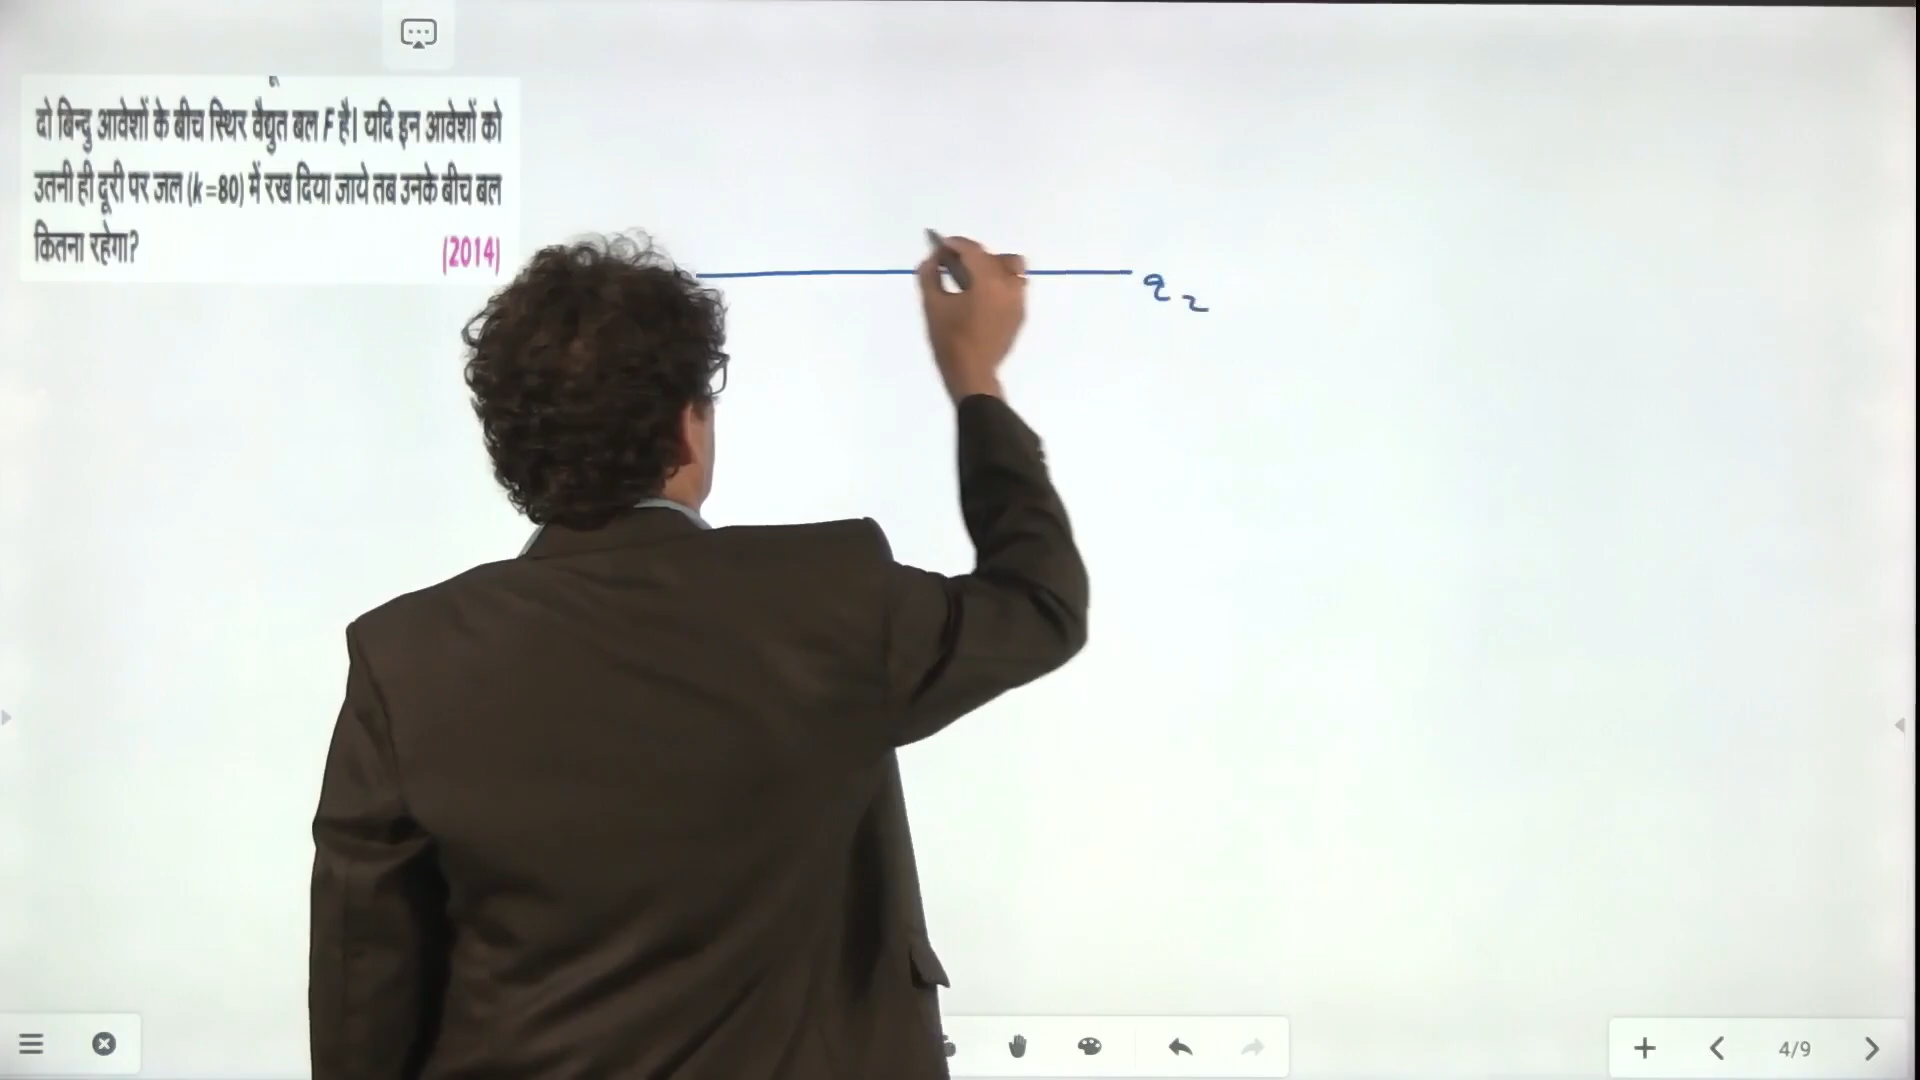 दो बिन्दु आवेशों के बीच स्थिर वैद्युत बल F है। यदि इन आवेशों को
उतनी ही दूरी पर जल (k=80) में रख दिया जाये तब उनके बीच बल
कितना रहेगा?
(2014)
q2
4/9